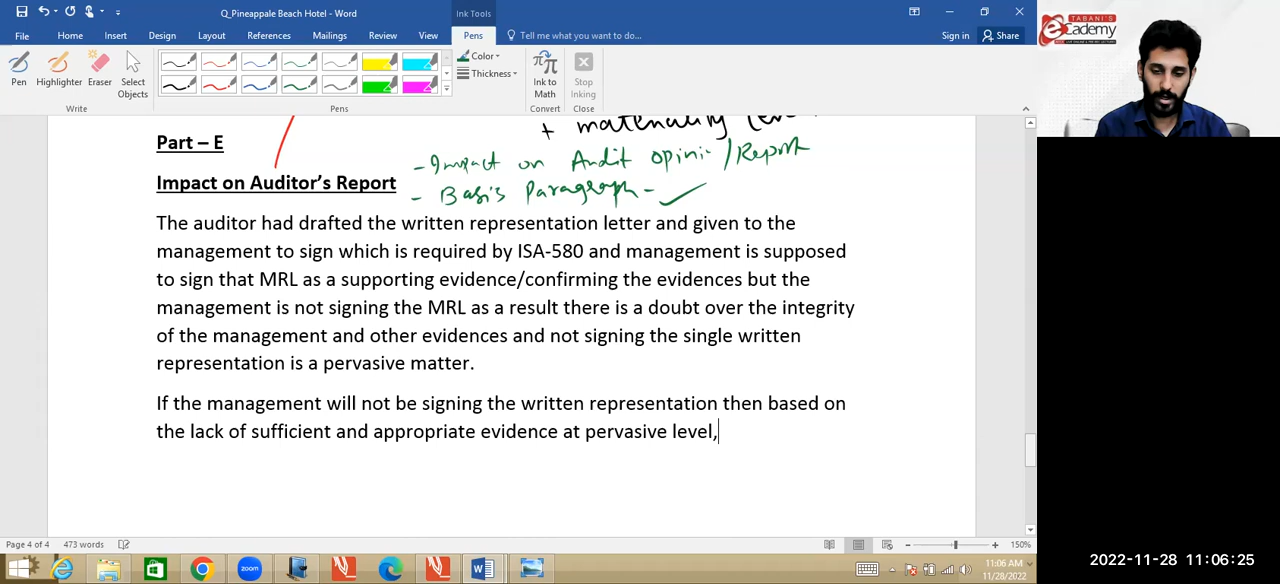 Q_Pineappale Beach Hotel - Word
Ink Tools
TABANI'S
eCademy
File Home Insert Design Layout References Mailings Review View Pens Tell me what you want to do... Sign in Share
Pen Highlighter Eraser Select Objects
Color
Thickness
Ink to Math
Stop Inking
Write Pens Convert Close
+ materiality
Part – E
- Impact on Audit opini /Report
Impact on Auditor's Report
- Basis Paragraph -
The auditor had drafted the written representation letter and given to the
management to sign which is required by ISA-580 and management is supposed
to sign that MRL as a supporting evidence/confirming the evidences but the
management is not signing the MRL as a result there is a doubt over the integrity
of the management and other evidences and not signing the single written
representation is a pervasive matter.
If the management will not be signing the written representation then based on
the lack of sufficient and appropriate evidence at pervasive level,
Page 4 of 4 473 words
150%
zoom
11:06 AM
11/28/2022
2022-11-28 11:06:25